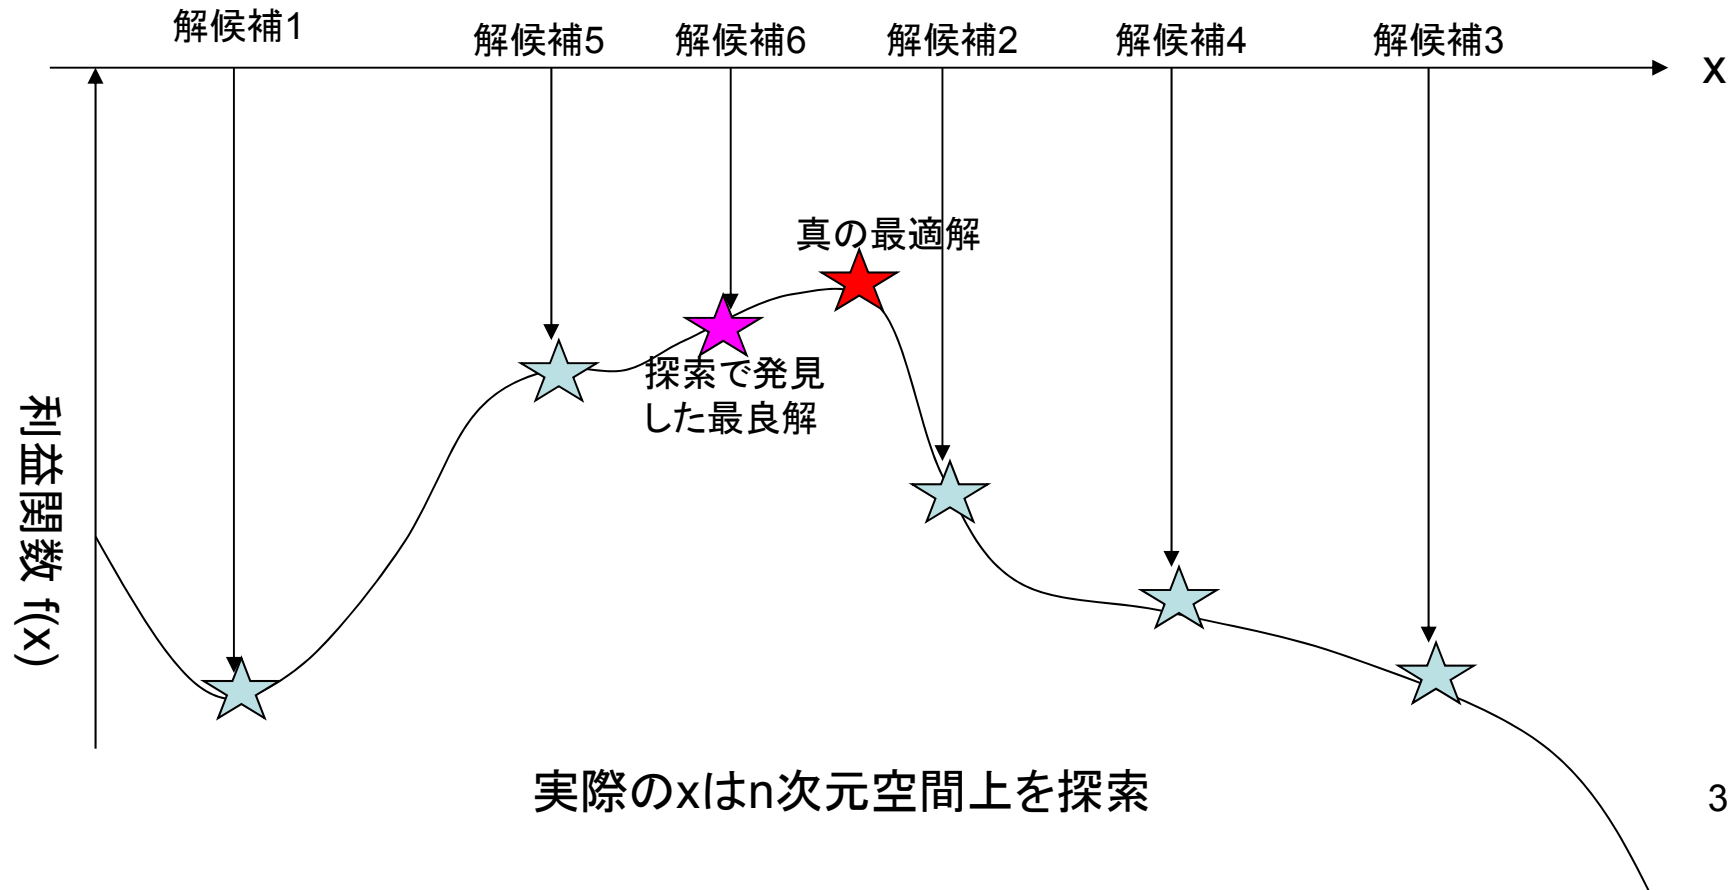 解候補1
解候補5
解候補6
解候補2
解候補4
解候補3
x
真の最適解
探索で発見
した最良解
利益関数 f(x)
実際のxはn次元空間上を探索
3